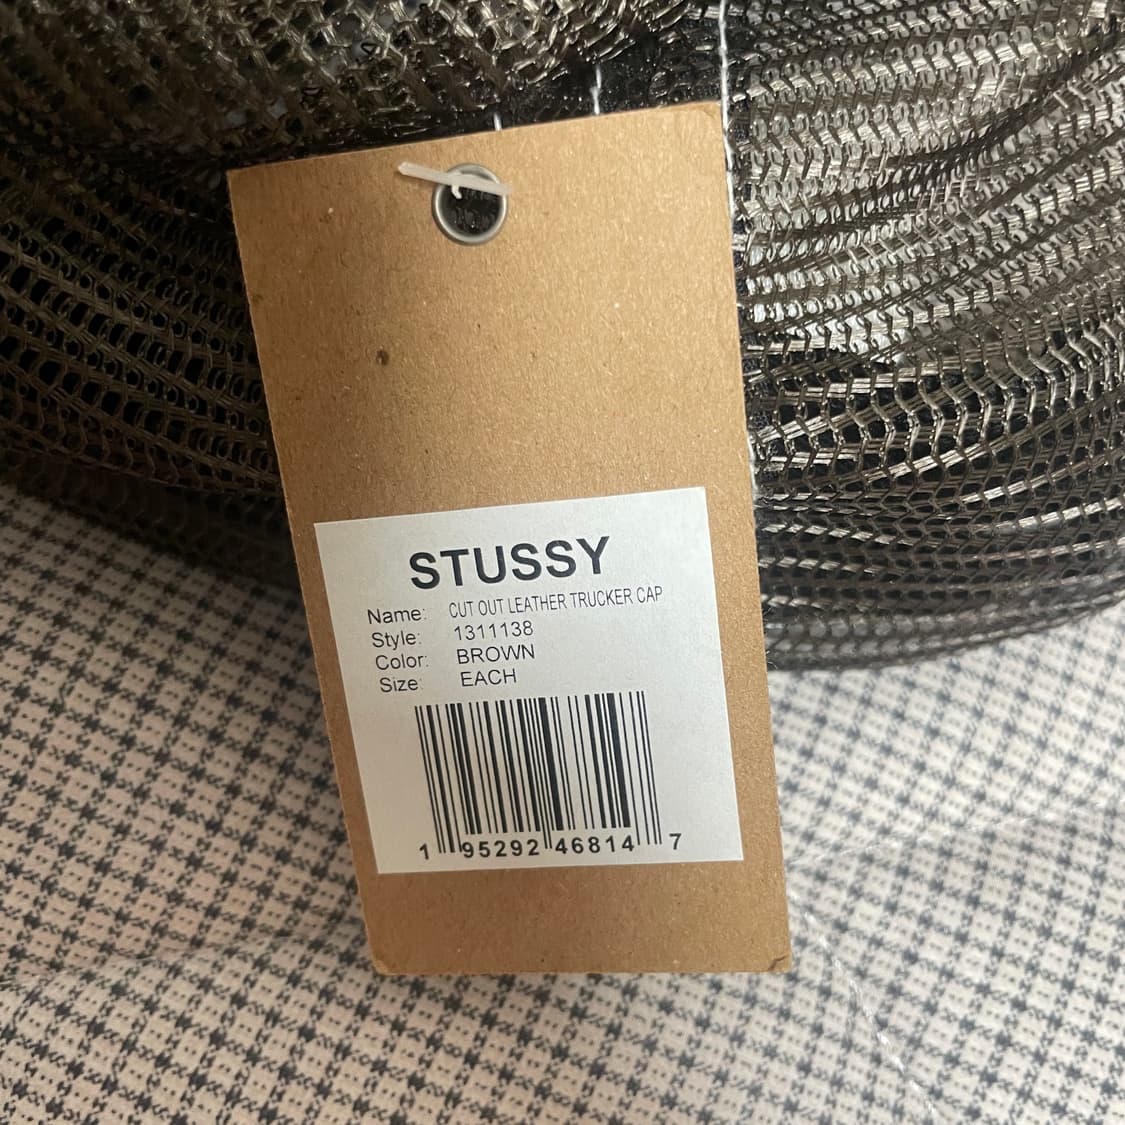 STUSSY
Name: CUT OUT LEATHER TRUCKER CAP
Style: 1311138
Color: BROWN
Size: EACH
1 95292 46814 7